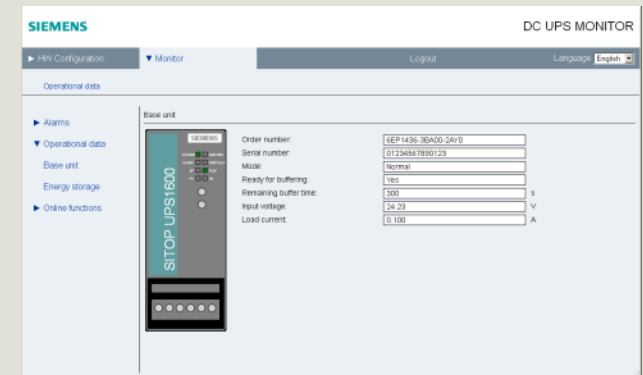 SIEMENS
DC UPS MONITOR
HW Configuration
Monitor
Logout
Language English
Operational data
Alarms
Operational data
Base unit
Energy storage
Online functions
Base unit
SIEMENS
SITOP UPS1600
Order number: 6EP1436-3BA00-2AY0
Serial number: 01234567890123
Mode: Normal
Ready for buffering: Yes
Remaining buffer time: 300 s
Input voltage: 24.23 V
Load current: 0.100 A